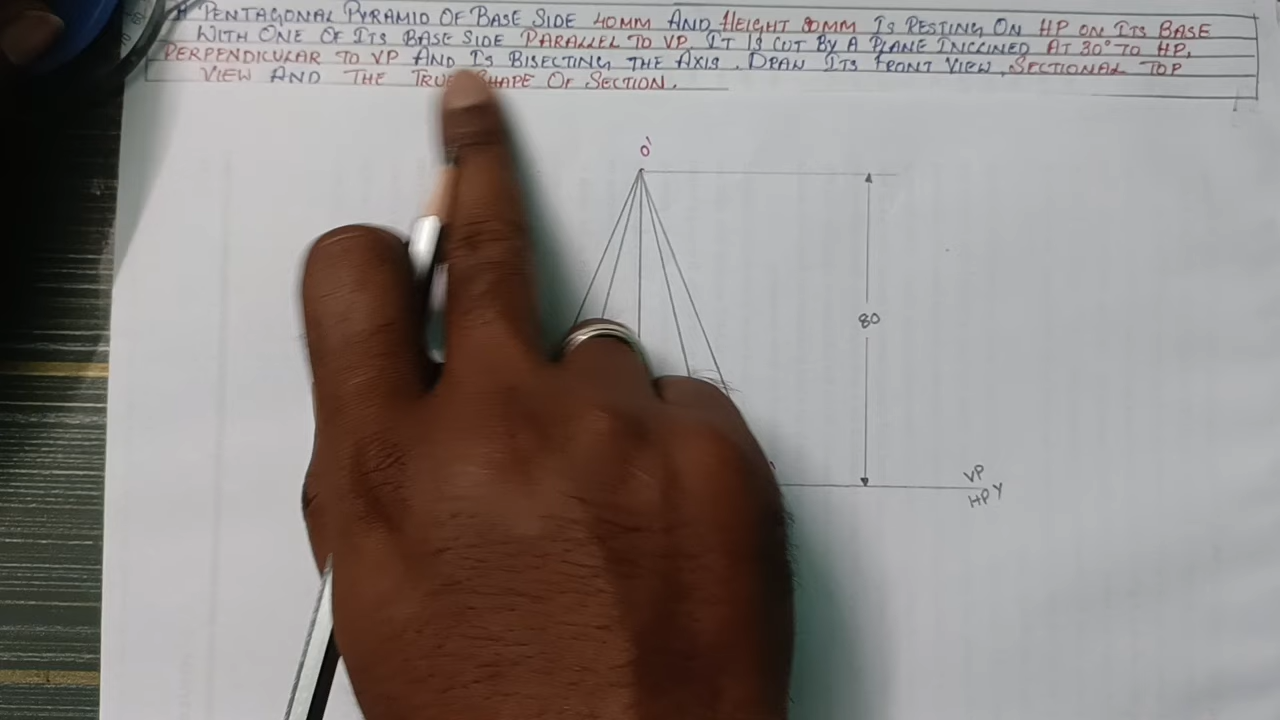 A PENTAGONAL PYRAMID OF BASE SIDE 40MM AND HEIGHT 80MM IS RESTING ON HP ON ITS BASE
WITH ONE OF ITS BASE SIDE PARALLEL TO VP. IT IS CUT BY A PLANE INCLINED AT 30° TO HP,
PERPENDICULAR TO VP AND IS BISECTING THE AXIS. DRAW ITS FRONT VIEW, SECTIONAL TOP
VIEW AND THE TRUE SHAPE OF SECTION.
o'
80
VP
HP Y